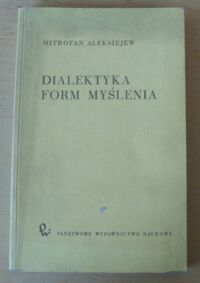 MITROFAN ALEKSIEJEW
DIALEKTYKA
FORM MYŚLENIA
PAŃSTWOWE WYDAWNICTWO NAUKOWE